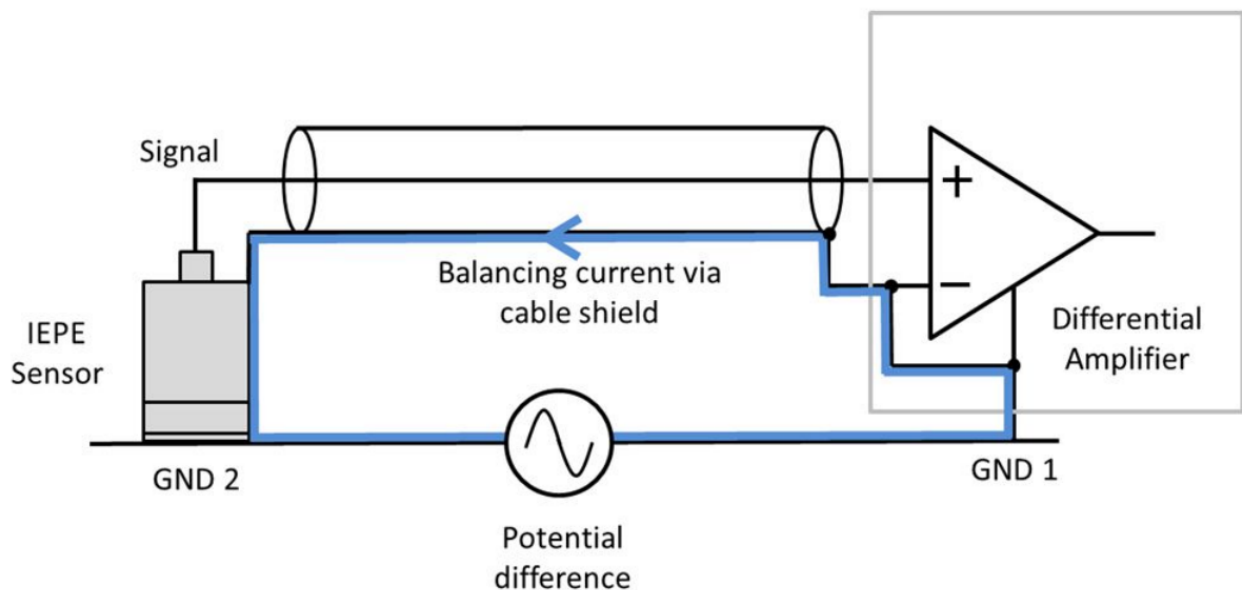 Signal
+
−
Balancing current via
cable shield
IEPE
Sensor
Differential
Amplifier
GND 2
GND 1
Potential
difference